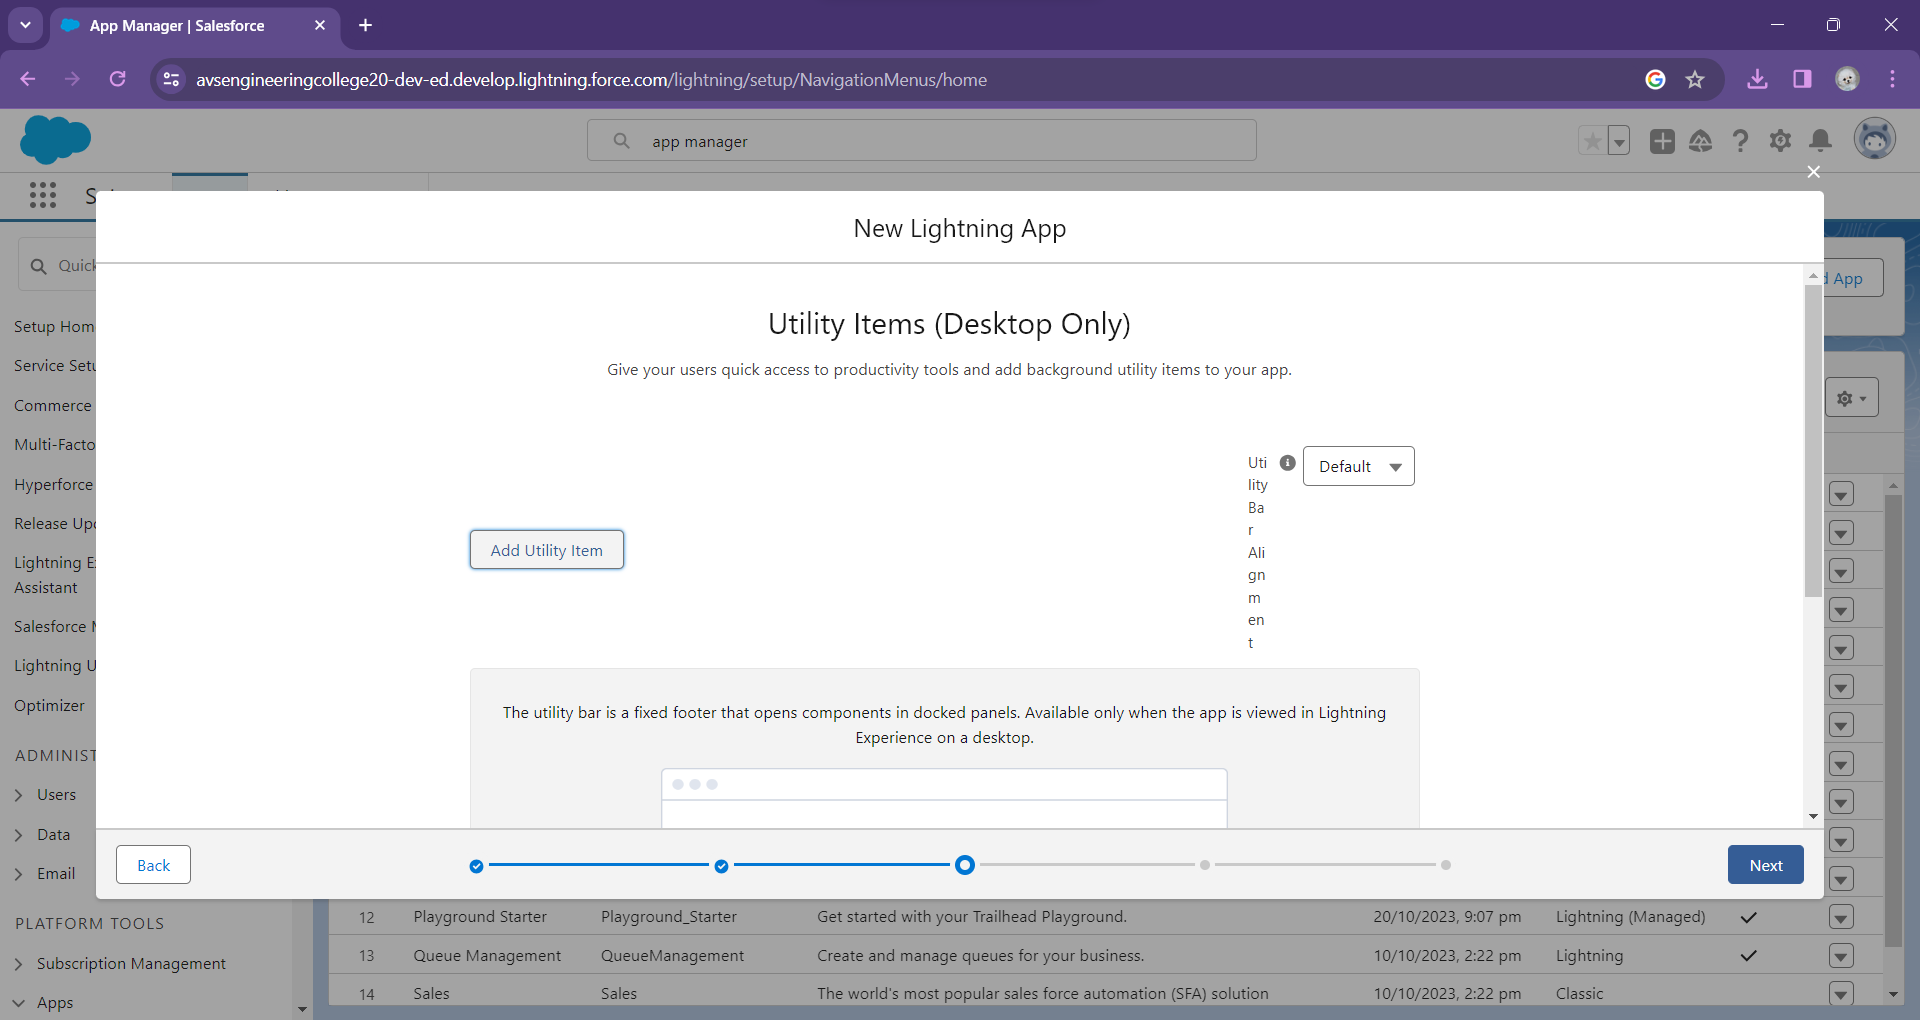 App Manager | Salesforce
avsengineeringcollege20-dev-ed.develop.lightning.force.com/lightning/setup/NavigationMenus/home
app manager
New Lightning App
Quick
d App
Utility Items (Desktop Only)
Setup Hom
Give your users quick access to productivity tools and add background utility items to your app.
Service Setu
Commerce
Multi-Facto
Uti
lity
Ba
r
Ali
gn
m
en
t
Default
Hyperforce
Release Upd
Add Utility Item
Lightning E
Assistant
Salesforce M
Lightning U
Optimizer
The utility bar is a fixed footer that opens components in docked panels. Available only when the app is viewed in Lightning
Experience on a desktop.
ADMINIST
Users
Data
Email
Back
Next
PLATFORM TOOLS
Subscription Management
Apps
12 Playground Starter Playground_Starter Get started with your Trailhead Playground. 20/10/2023, 9:07 pm Lightning (Managed)
13 Queue Management QueueManagement Create and manage queues for your business. 10/10/2023, 2:22 pm Lightning
14 Sales Sales The world's most popular sales force automation (SFA) solution 10/10/2023, 2:22 pm Classic